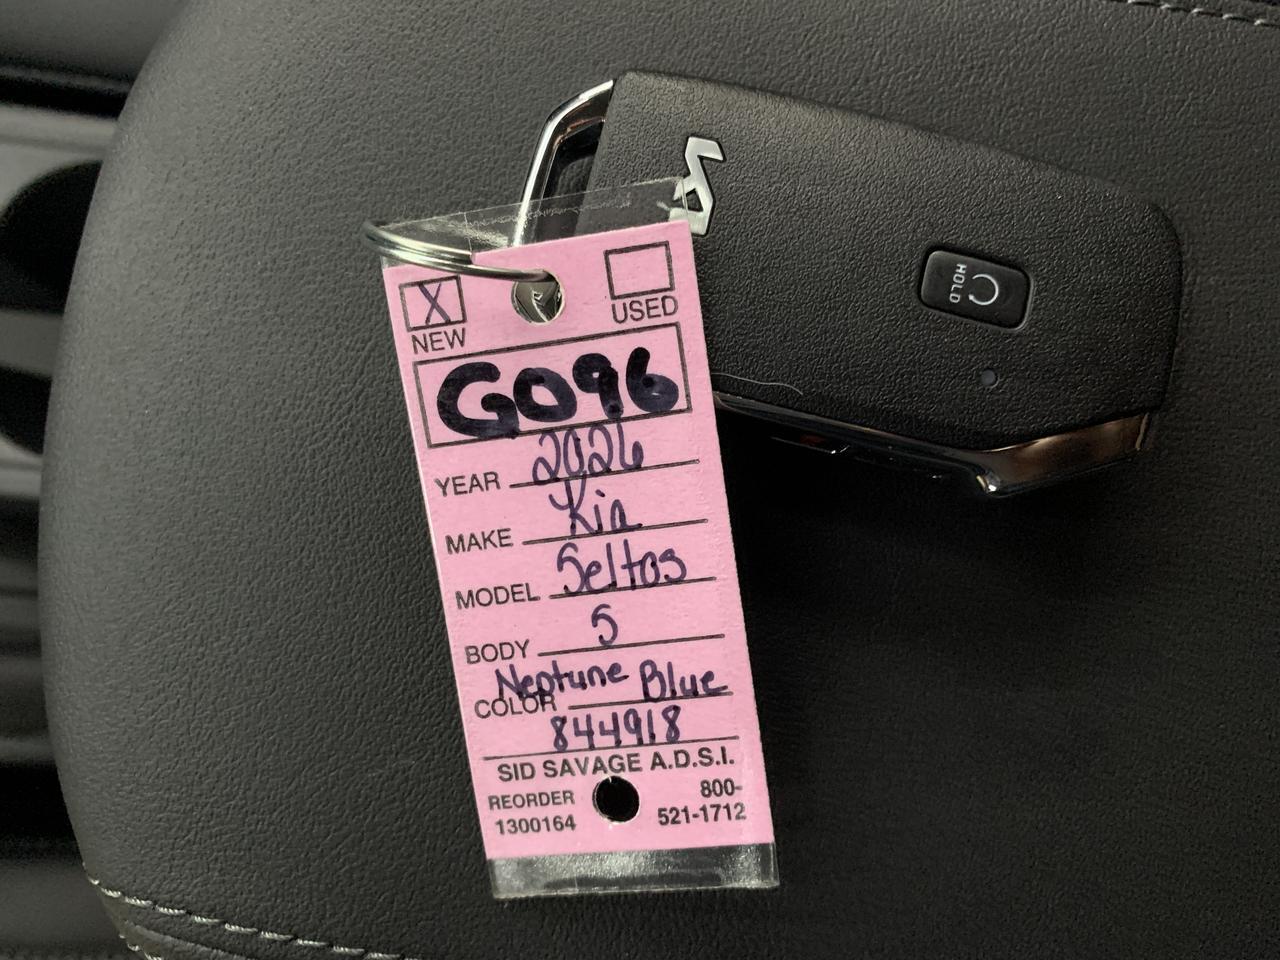 KIA
HOLD
X
NEW
USED
G096
YEAR 2026
MAKE Kia
MODEL Seltos
BODY S
COLOR Neptune Blue
844918
SID SAVAGE A.D.S.I.
REORDER 1300164
800-521-1712